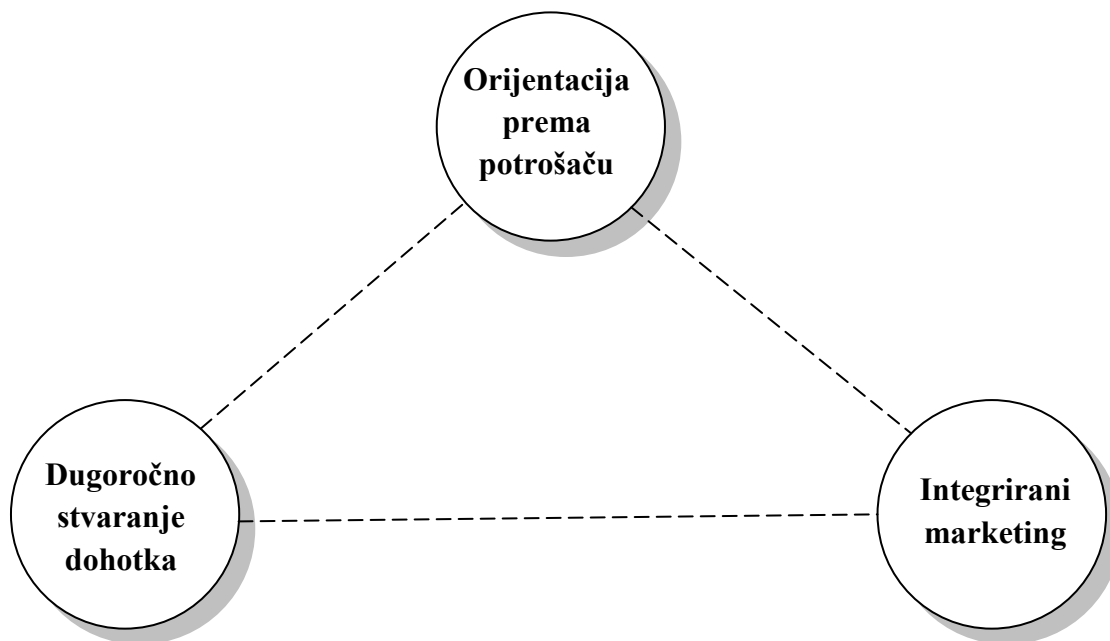 Orijentacija
prema
potrošaču
Dugoročno
stvaranje
dohotka
Integrirani
marketing